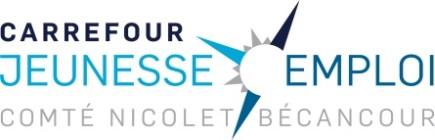 CARREFOUR
JEUNESSE EMPLOI
COMTÉ NICOLET BÉCANCOUR